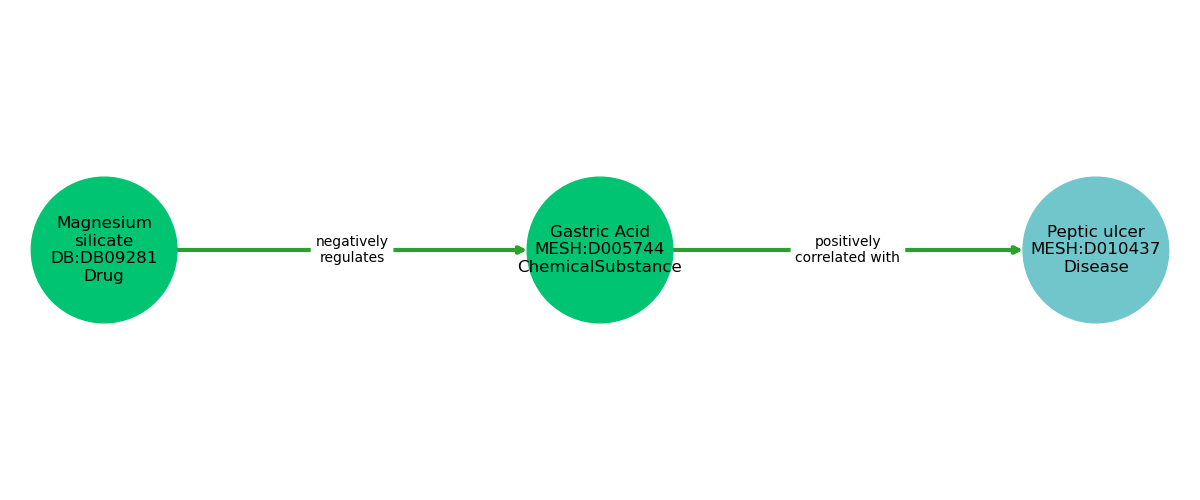 Magnesium
silicate
DB:DB09281
Drug
negatively
regulates
Gastric Acid
MESH:D005744
ChemicalSubstance
positively
correlated with
Peptic ulcer
MESH:D010437
Disease